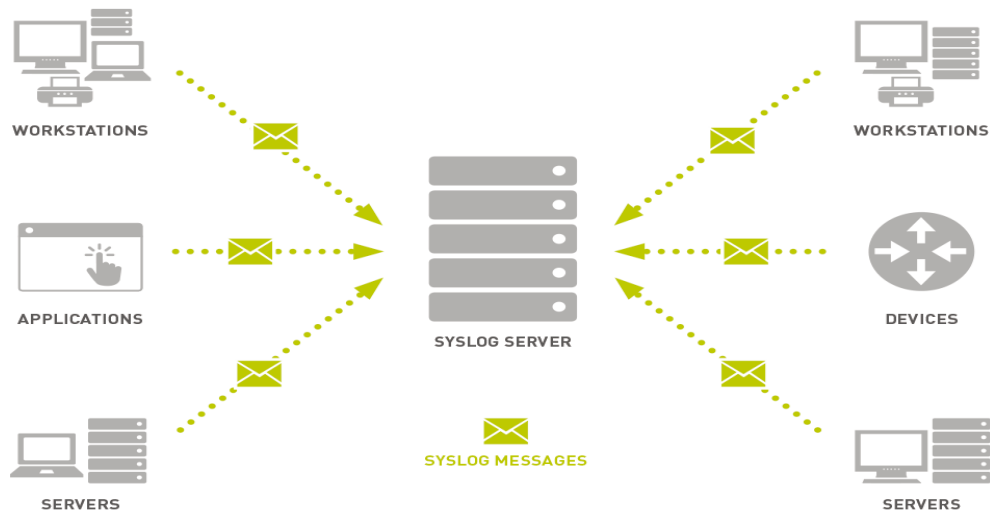 WORKSTATIONS
WORKSTATIONS
APPLICATIONS
DEVICES
SYSLOG SERVER
SYSLOG MESSAGES
SERVERS
SERVERS